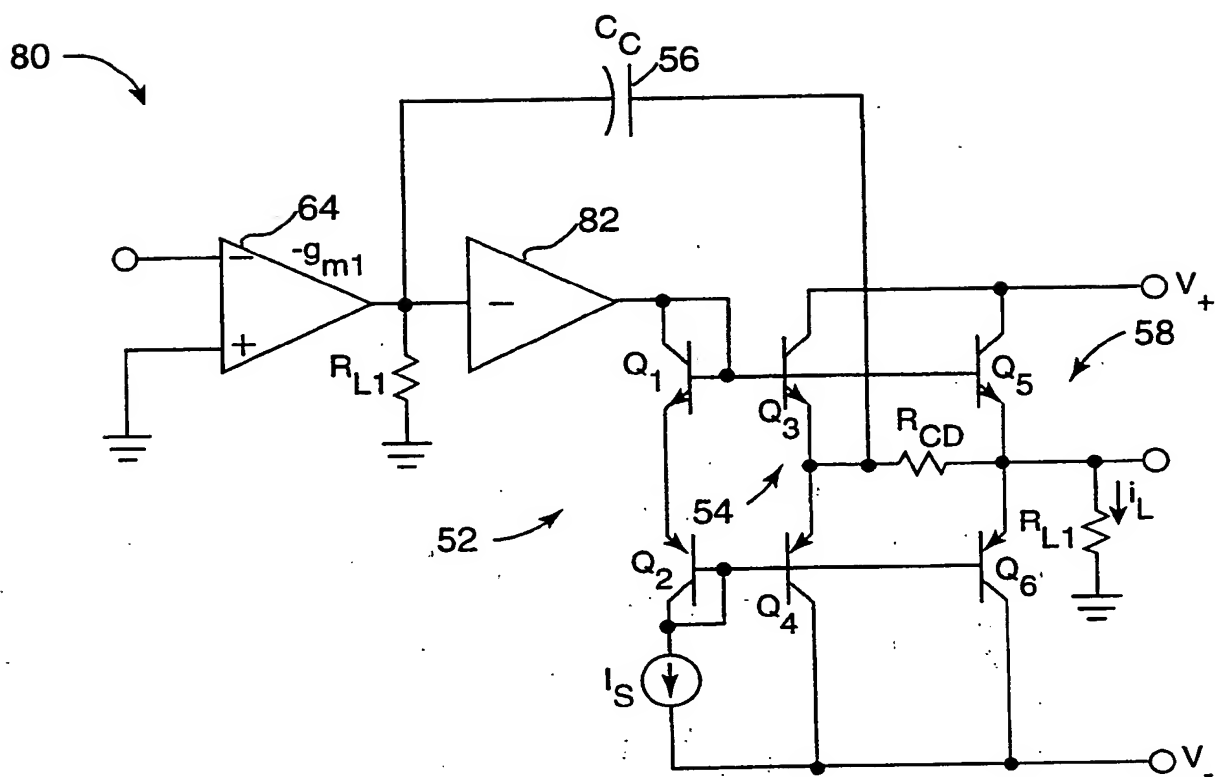 80
C_C
56
64
-g_m1
82
V_+
58
−
+
−
R_L1
Q_1
Q_3
Q_5
R_CD
54
i_L
R_L1
52
Q_2
Q_4
Q_6
I_S
V_-